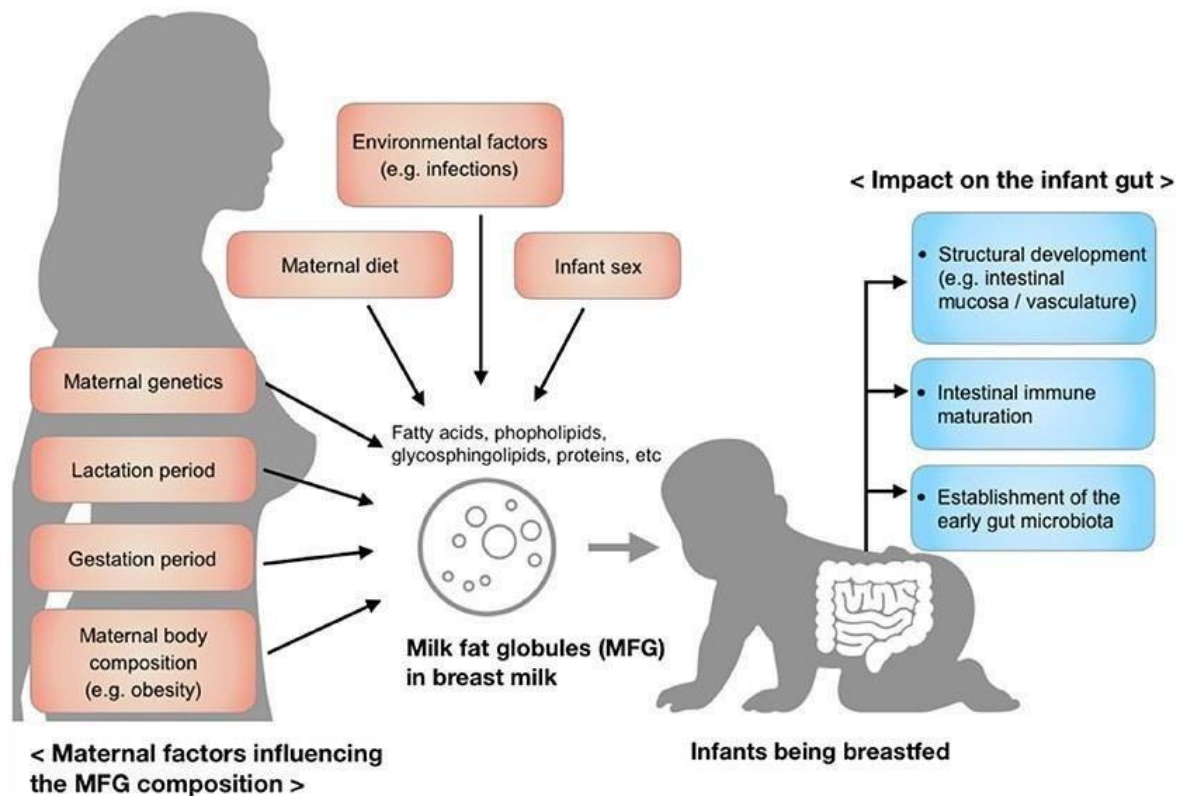 Environmental factors
(e.g. infections)
Maternal diet
Infant sex
Maternal genetics
Lactation period
Gestation period
Maternal body
composition
(e.g. obesity)
Fatty acids, phopholipids,
glycosphingolipids, proteins, etc
Milk fat globules (MFG)
in breast milk
< Maternal factors influencing
the MFG composition >
< Impact on the infant gut >
• Structural development
(e.g. intestinal
mucosa / vasculature)
• Intestinal immune
maturation
• Establishment of the
early gut microbiota
Infants being breastfed